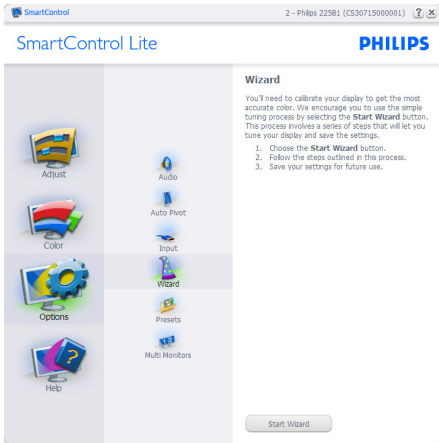 SmartControl
2 - Philips 225B1 (CS30715000001)
?
SmartControl Lite
PHILIPS
Adjust
Color
Options
Help
Audio
Auto Pivot
Input
Wizard
Presets
Multi Monitors
Wizard
You'll need to calibrate your display to get the most
accurate color. We encourage you to use the simple
tuning process by selecting the Start Wizard button.
This process involves a series of steps that will let you
tune your display and save the settings.
1. Choose the Start Wizard button.
2. Follow the steps outlined in this process.
3. Save your settings for future use.
Start Wizard